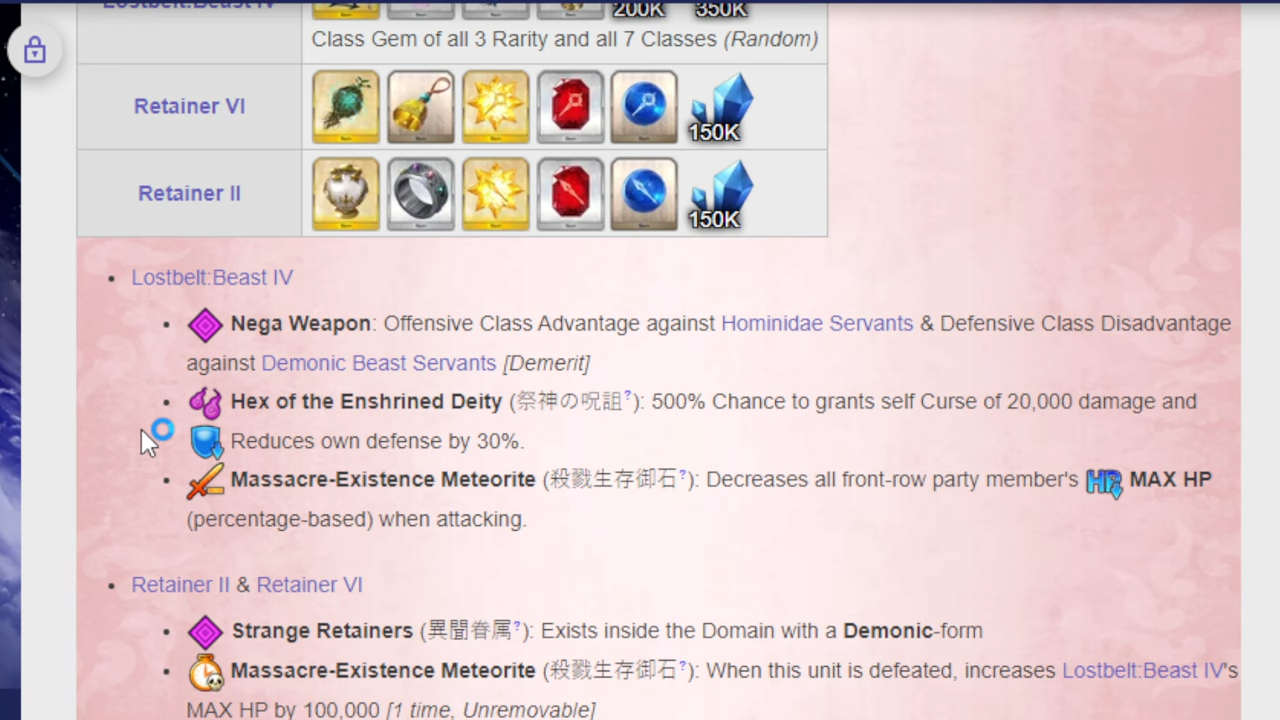 Lostbelt:Beast IV
200K 350K
Class Gem of all 3 Rarity and all 7 Classes (Random)
Retainer VI
150K
Retainer II
150K
Lostbelt:Beast IV
Nega Weapon: Offensive Class Advantage against Hominidae Servants & Defensive Class Disadvantage
against Demonic Beast Servants [Demerit]
Hex of the Enshrined Deity (祭神の呪詛?): 500% Chance to grants self Curse of 20,000 damage and
Reduces own defense by 30%.
Massacre-Existence Meteorite (殺戮生存御石?): Decreases all front-row party member's HP MAX HP
(percentage-based) when attacking.
Retainer II & Retainer VI
Strange Retainers (異聞眷属?): Exists inside the Domain with a Demonic-form
Massacre-Existence Meteorite (殺戮生存御石?): When this unit is defeated, increases Lostbelt:Beast IV's
MAX HP by 100,000 [1 time, Unremovable]